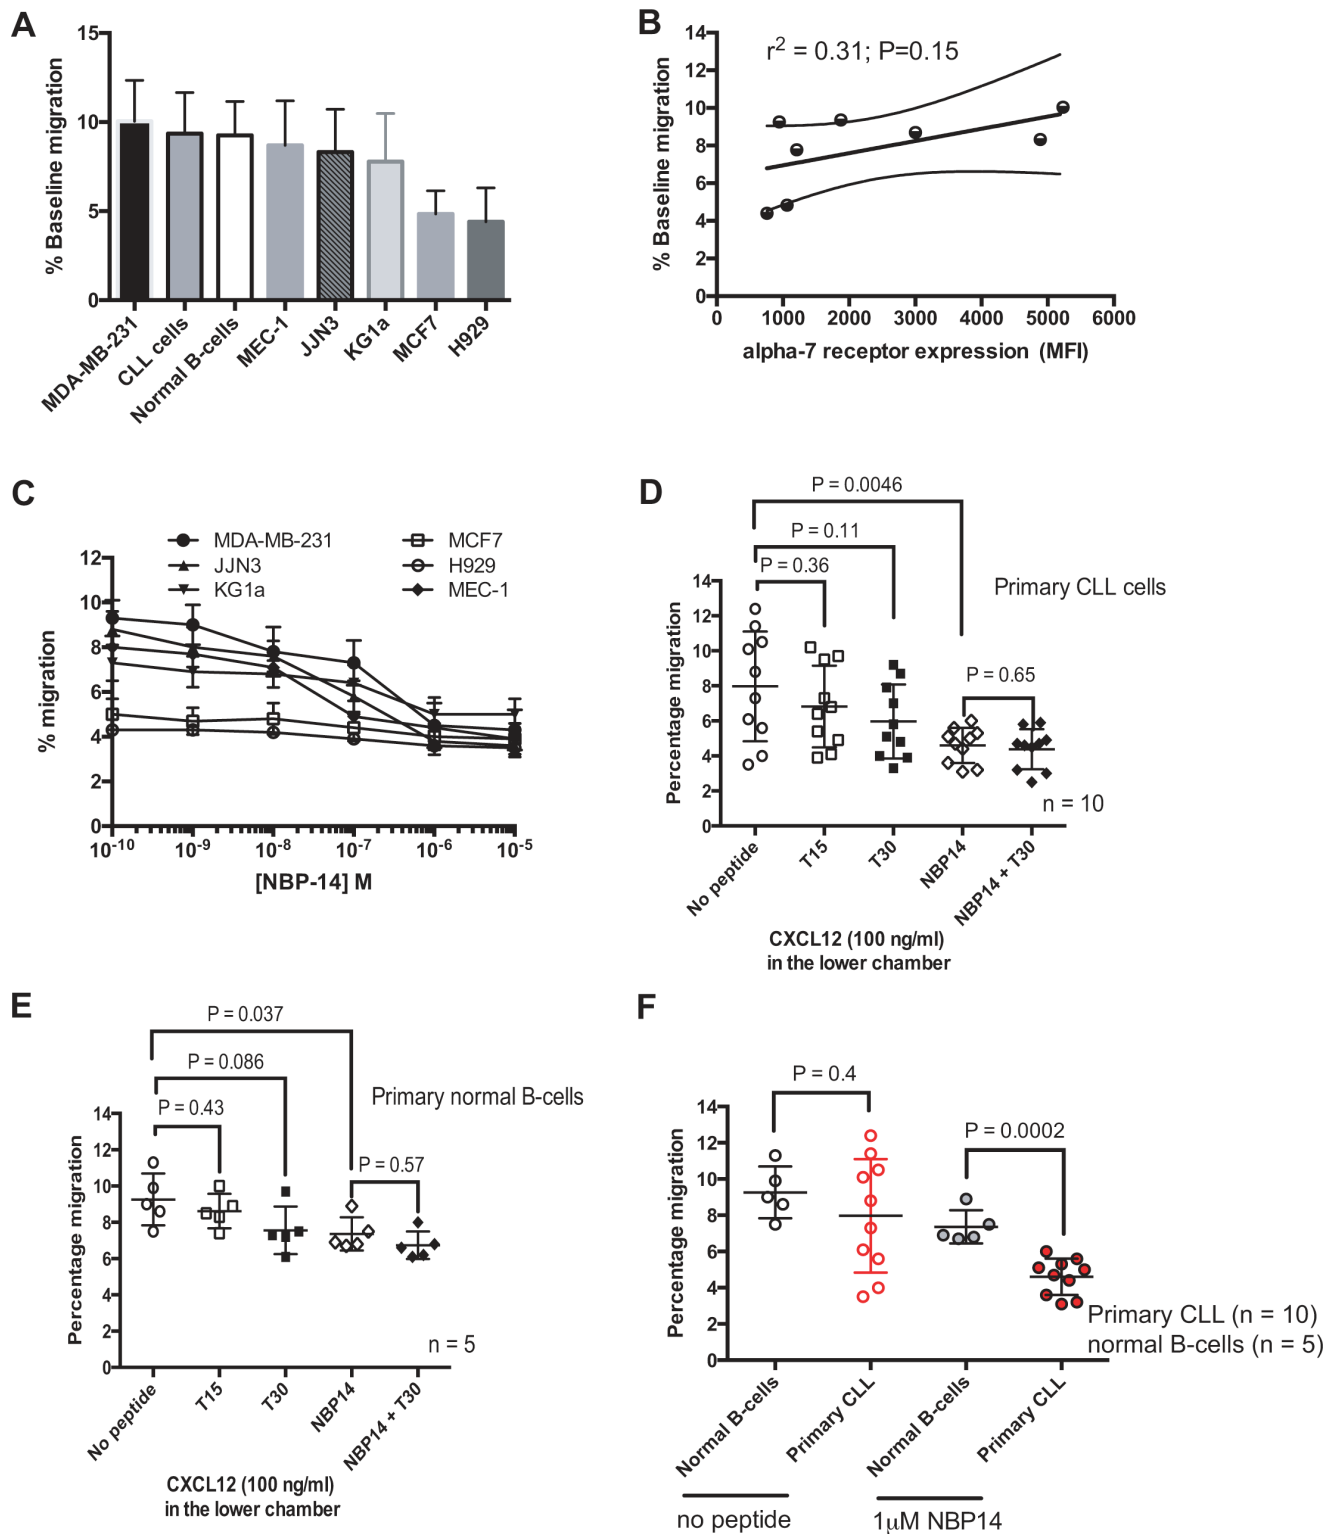 A
15
10
5
0
% Baseline migration
MDA-MB-231
CLL cells
Normal B-cells
MEC-1
JJN3
KG1a
MCF7
H929
B
r2 = 0.31; P=0.15
14
12
10
8
6
4
2
0
% Baseline migration
0 1000 2000 3000 4000 5000 6000
alpha-7 receptor expression (MFI)
C
MDA-MB-231
JJN3
KG1a
MCF7
H929
MEC-1
12
10
8
6
4
2
0
% migration
10-10 10-9 10-8 10-7 10-6 10-5
[NBP-14] M
D
P = 0.0046
P = 0.11
P = 0.36
Primary CLL cells
P = 0.65
14
12
10
8
6
4
2
0
Percentage migration
n = 10
No peptide
T15
T30
NBP14
NBP14 + T30
CXCL12 (100 ng/ml)
in the lower chamber
E
P = 0.037
P = 0.086
P = 0.43
Primary normal B-cells
P = 0.57
14
12
10
8
6
4
2
0
Percentage migration
n = 5
No peptide
T15
T30
NBP14
NBP14 + T30
CXCL12 (100 ng/ml)
in the lower chamber
F
P = 0.4
P = 0.0002
14
12
10
8
6
4
2
0
Percentage migration
Primary CLL (n = 10)
normal B-cells (n = 5)
Normal B-cells
Primary CLL
Normal B-cells
Primary CLL
no peptide
1μM NBP14